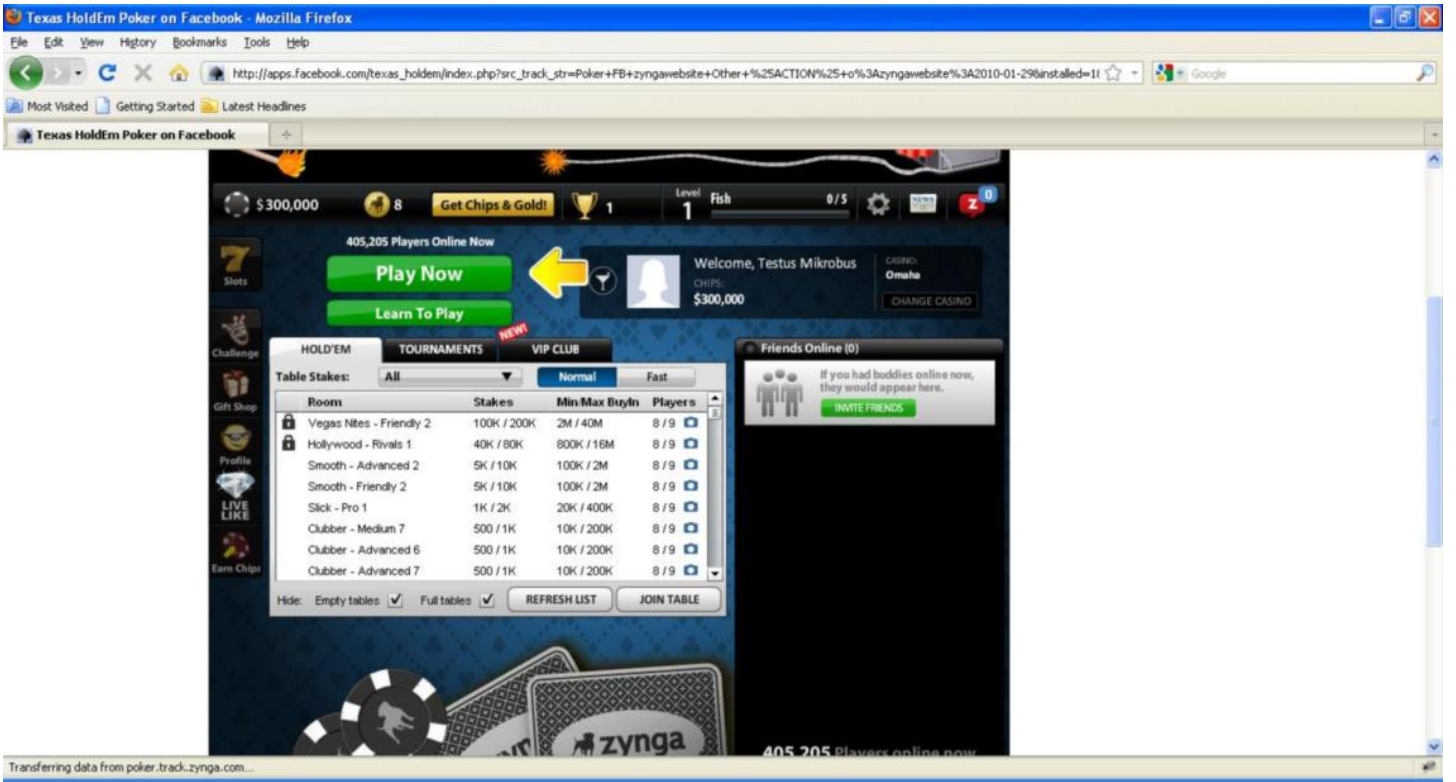 Texas HoldEm Poker on Facebook - Mozilla Firefox
File Edit View History Bookmarks Tools Help
http://apps.facebook.com/texas_holdem/index.php?src_track_str=Poker+FB+zyngawebsite+Other+%25ACTION%25+o%3Azyngawebsite%3A2010-01-29&installed=1& Google
Most Visited Getting Started Latest Headlines
Texas HoldEm Poker on Facebook
$300,000 8 Get Chips & Gold! 1 Level 1 Fish 0/5 NEWS Z 0
405,205 Players Online Now
Play Now
Learn To Play
Welcome, Testus Mikrobus
CHIPS:
$300,000
CASINO:
Omaha
CHANGE CASINO
7
Slots
Challenge
Gift Shop
Profile
LIVE
LIKE
Earn Chips
HOLD'EM TOURNAMENTS NEW! VIP CLUB
Table Stakes: All Normal Fast
Room Stakes Min/Max BuyIn Players
Vegas Nites - Friendly 2 100K / 200K 2M / 40M 8 / 9
Hollywood - Rivals 1 40K / 80K 800K / 16M 8 / 9
Smooth - Advanced 2 5K / 10K 100K / 2M 8 / 9
Smooth - Friendly 2 5K / 10K 100K / 2M 8 / 9
Slick - Pro 1 1K / 2K 20K / 400K 8 / 9
Clubber - Medium 7 500 / 1K 10K / 200K 8 / 9
Clubber - Advanced 6 500 / 1K 10K / 200K 8 / 9
Clubber - Advanced 7 500 / 1K 10K / 200K 8 / 9
Hide: Empty tables Full tables REFRESH LIST JOIN TABLE
Friends Online (0)
If you had buddies online now,
they would appear here.
INVITE FRIENDS
zynga
405,205 Players online now
Transferring data from poker.track.zynga.com...